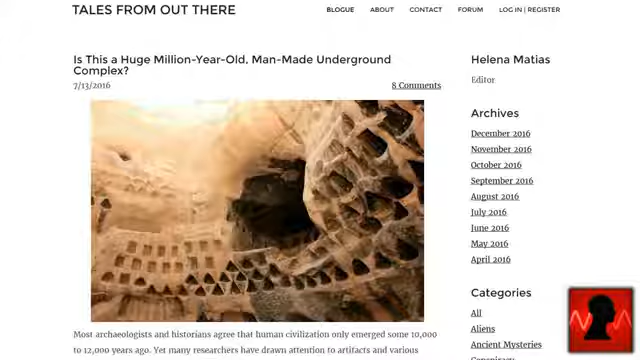 TALES FROM OUT THERE
BLOGUE ABOUT CONTACT FORUM LOG IN | REGISTER
Is This a Huge Million-Year-Old, Man-Made Underground
Complex?
7/13/2016
8 Comments
Most archaeologists and historians agree that human civilization only emerged some 10,000
to 12,000 years ago. Yet many researchers have drawn attention to artifacts and various
Helena Matias
Editor
Archives
December 2016
November 2016
October 2016
September 2016
August 2016
July 2016
June 2016
May 2016
April 2016
Categories
All
Aliens
Ancient Mysteries
Conspiracy